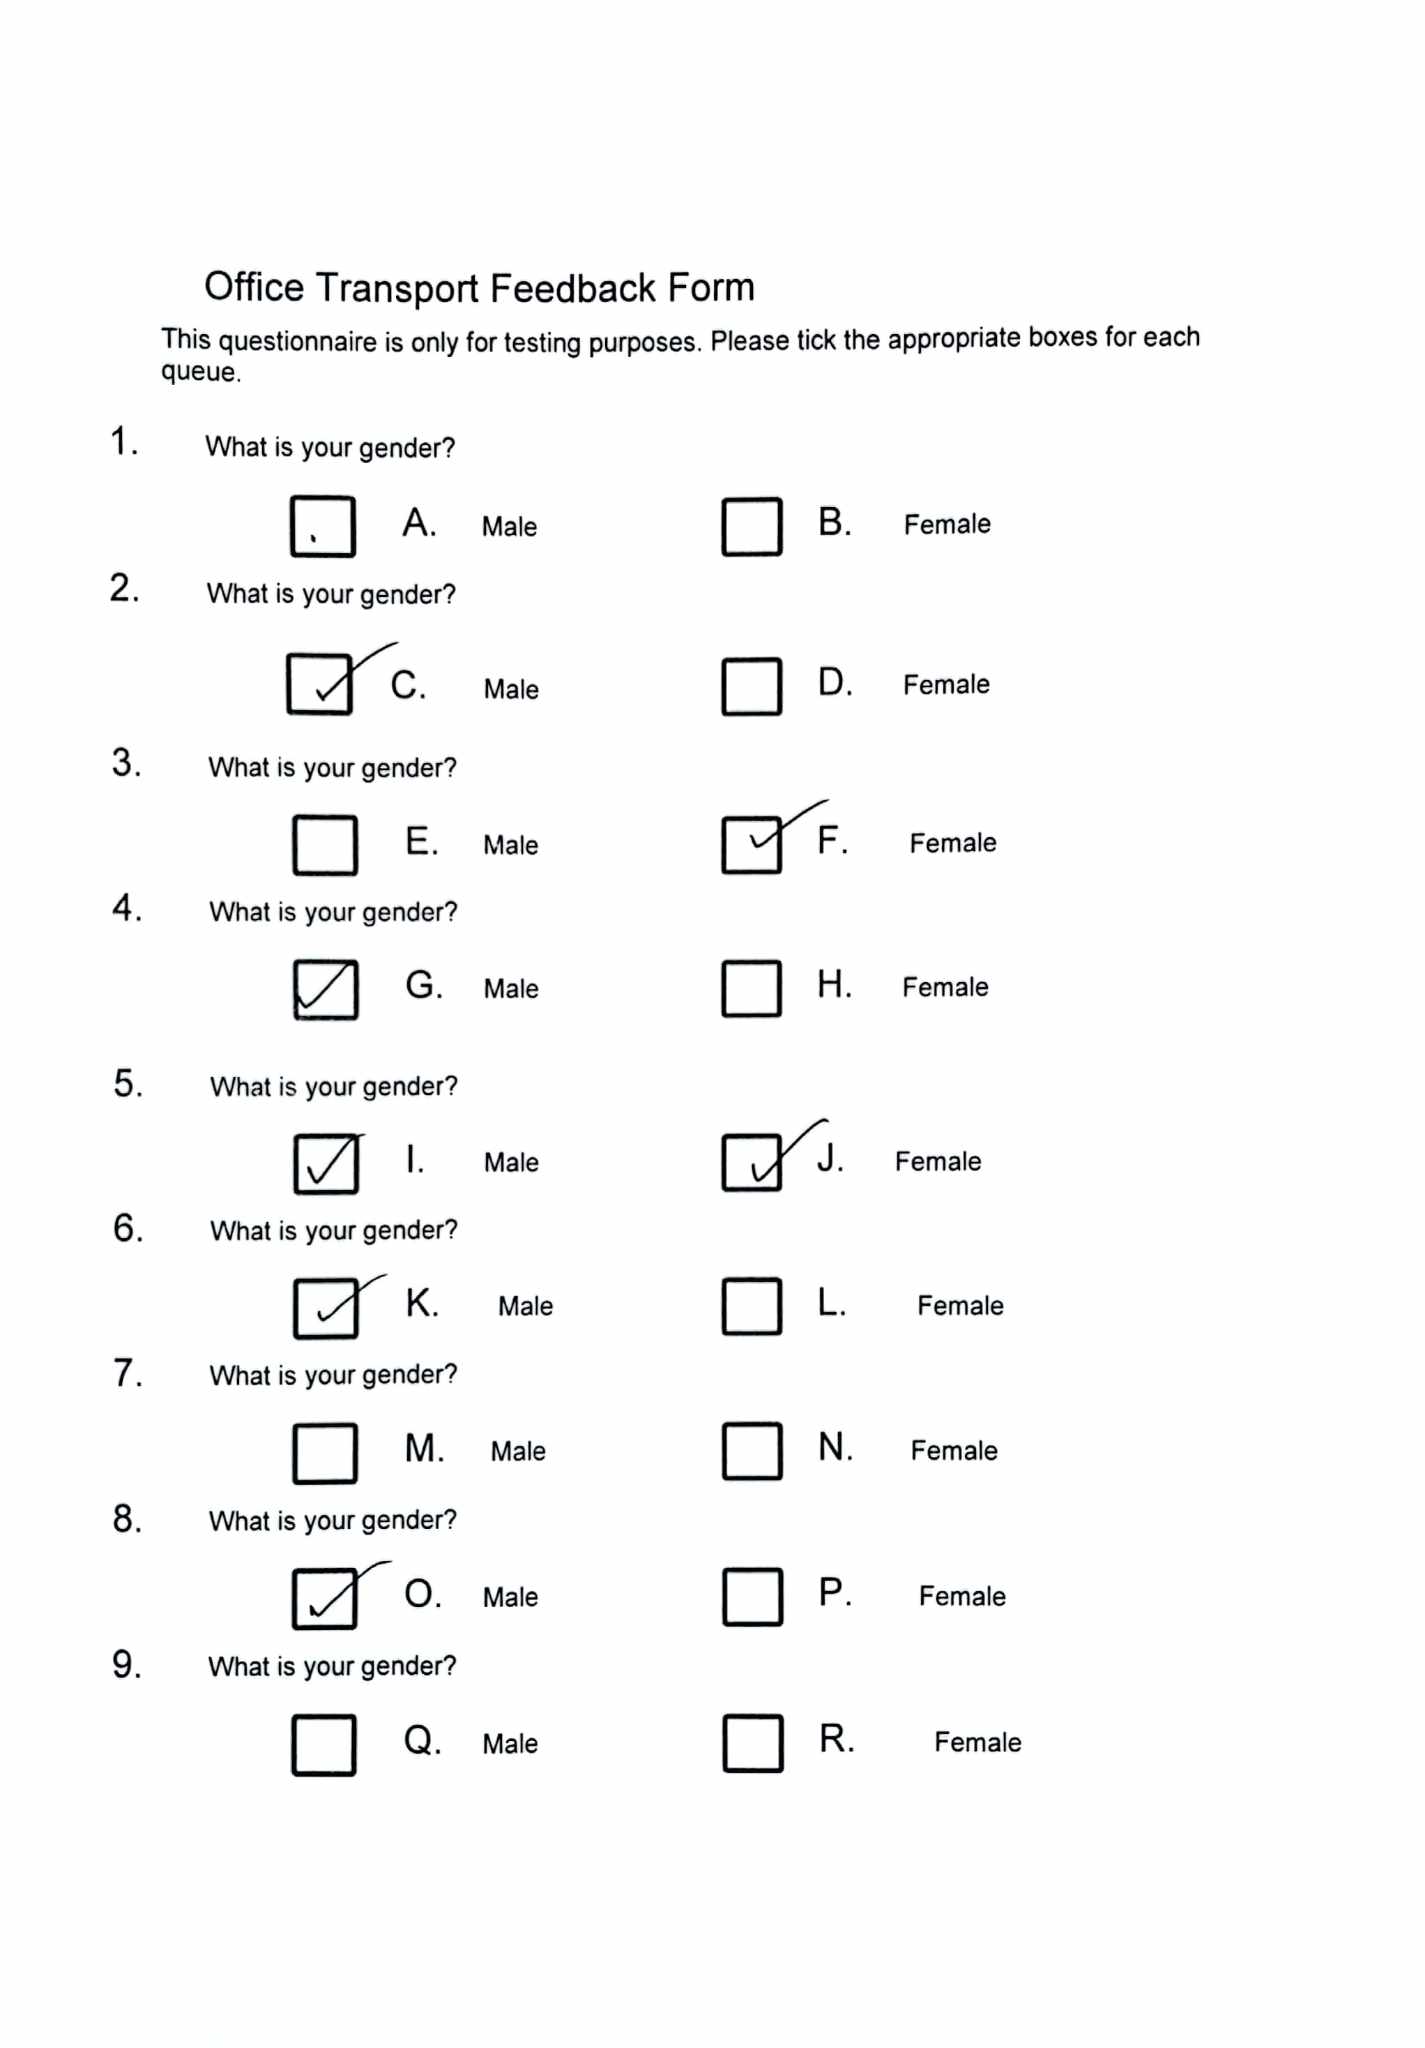 Office Transport Feedback Form
This questionnaire is only for testing purposes. Please tick the appropriate boxes for each
queue.
1. What is your gender?
A. Male B. Female
2. What is your gender?
C. Male D. Female
3. What is your gender?
E. Male F. Female
4. What is your gender?
G. Male H. Female
5. What is your gender?
I. Male J. Female
6. What is your gender?
K. Male L. Female
7. What is your gender?
M. Male N. Female
8. What is your gender?
O. Male P. Female
9. What is your gender?
Q. Male R. Female